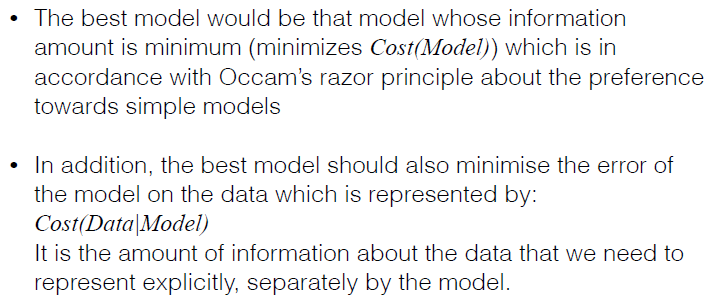 • The best model would be that model whose information
amount is minimum (minimizes Cost(Model)) which is in
accordance with Occam's razor principle about the preference
towards simple models
• In addition, the best model should also minimise the error of
the model on the data which is represented by:
Cost(Data|Model)
It is the amount of information about the data that we need to
represent explicitly, separately by the model.